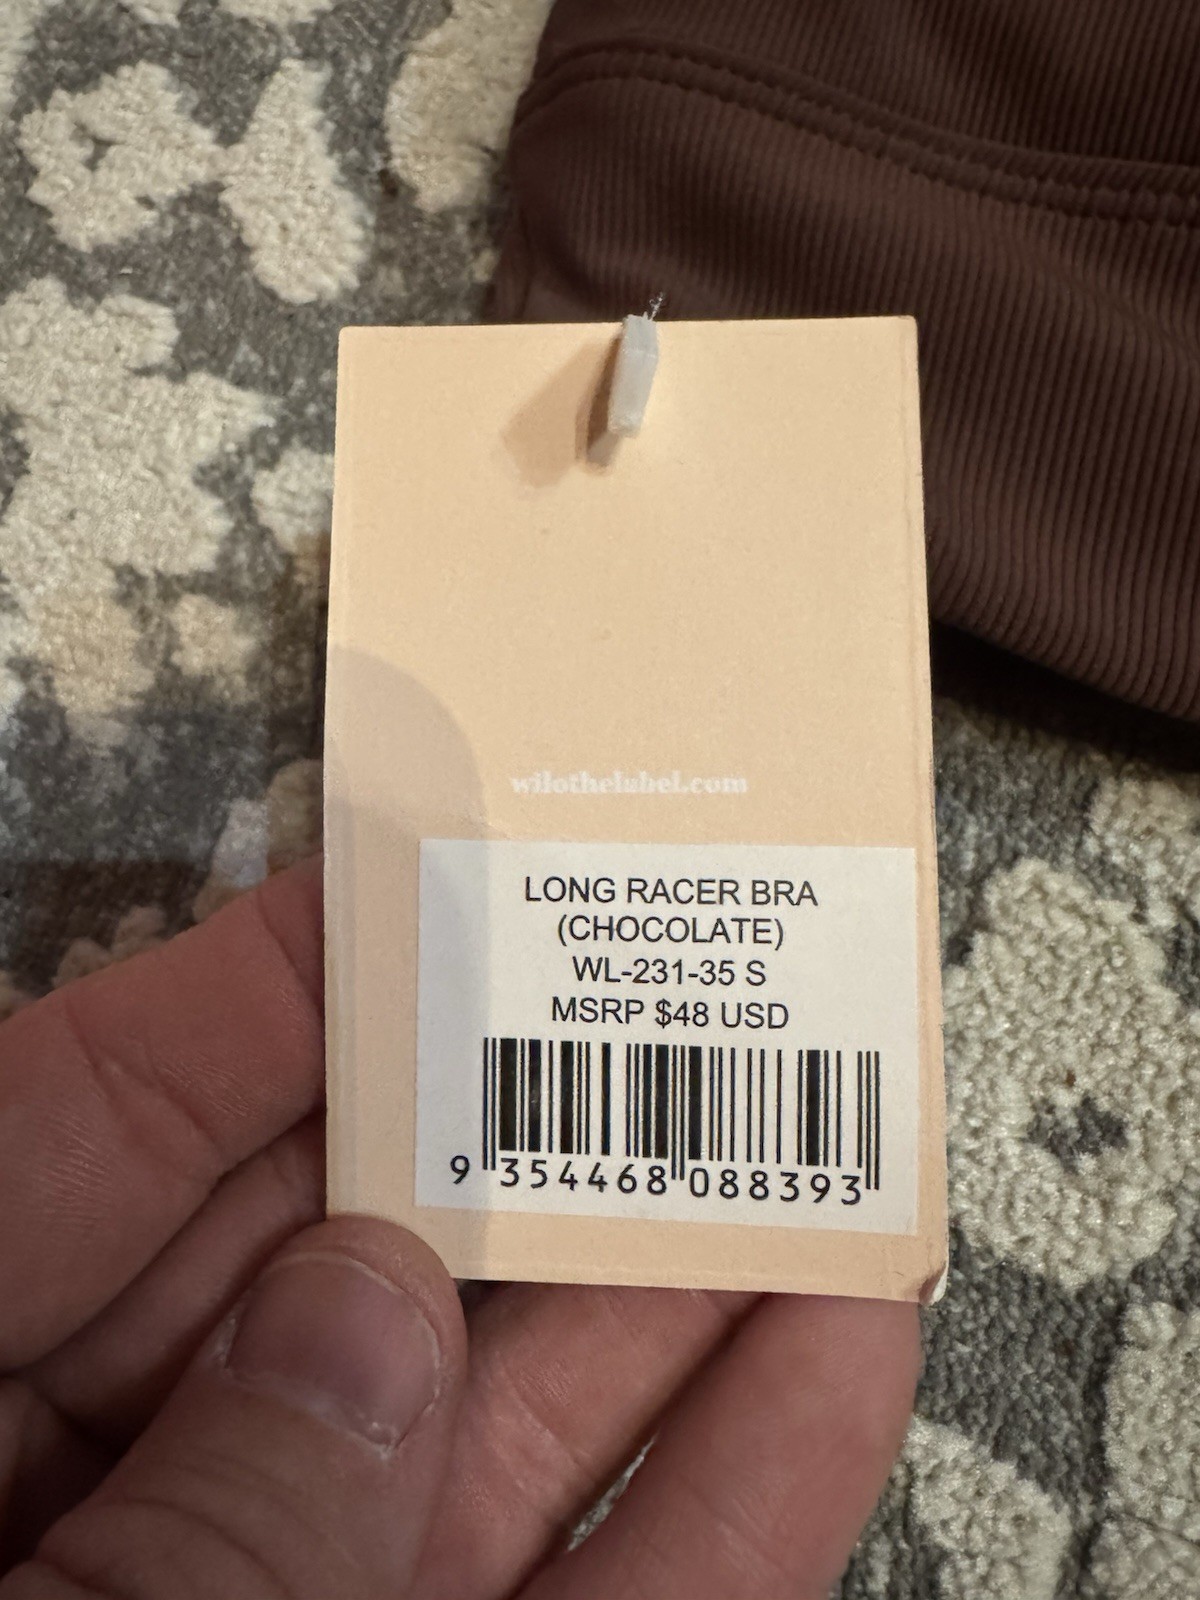 wilothelabel.com
LONG RACER BRA
(CHOCOLATE)
WL-231-35 S
MSRP $48 USD
9 354468 088393